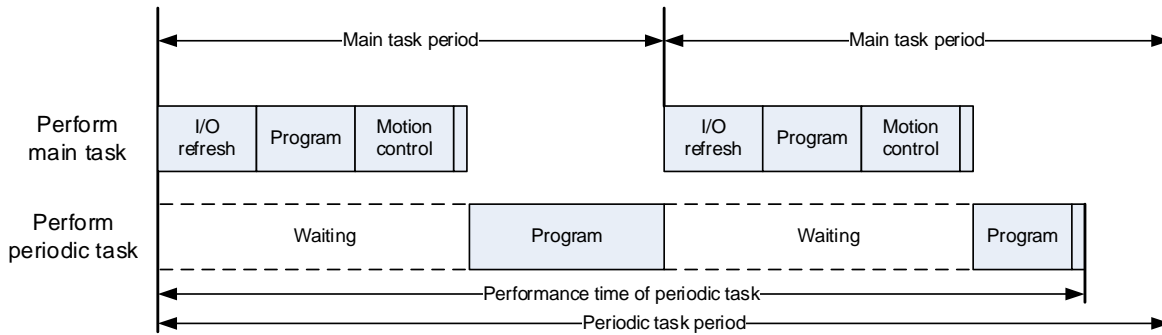 Main task period
Main task period
Perform
main task
I/O
refresh
Program
Motion
control
I/O
refresh
Program
Motion
control
Perform
periodic task
Waiting
Program
Waiting
Program
Performance time of periodic task
Periodic task period